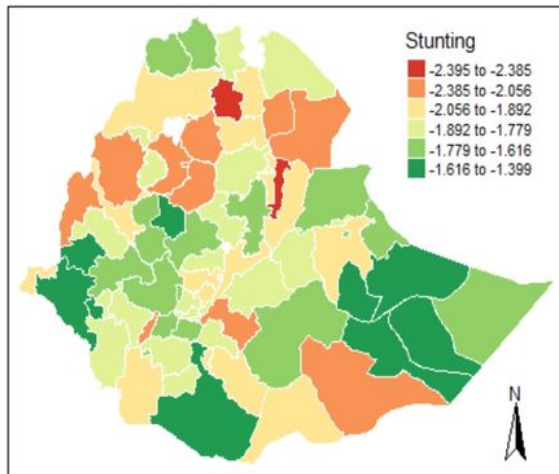 Stunting
-2.395 to -2.385
-2.385 to -2.056
-2.056 to -1.892
-1.892 to -1.779
-1.779 to -1.616
-1.616 to -1.399
N